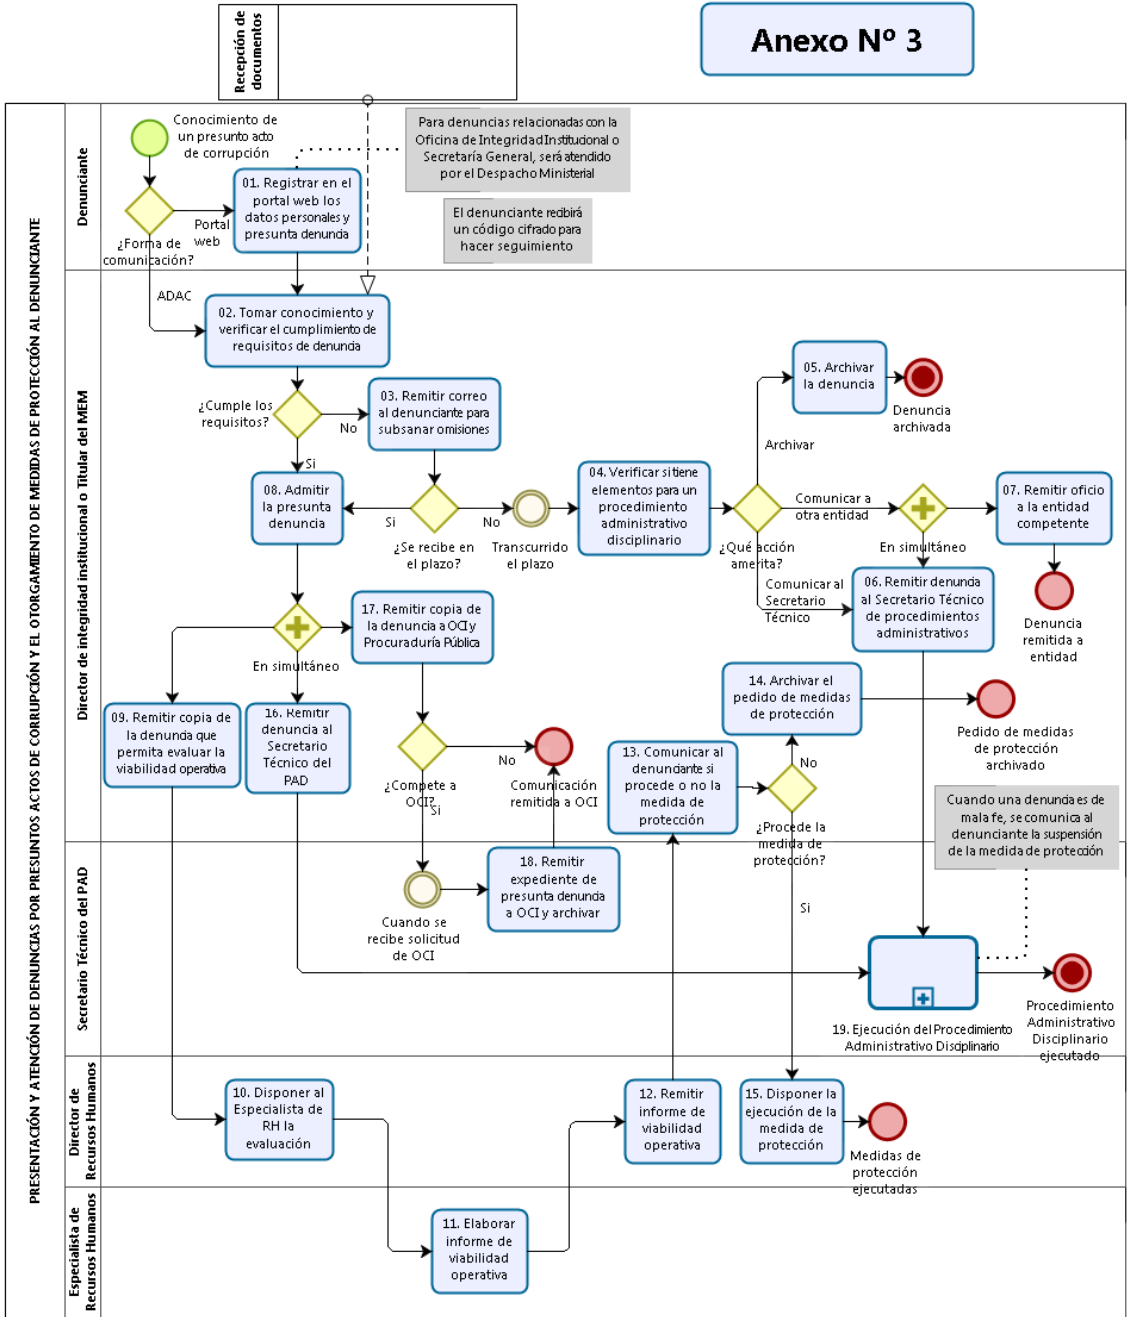 Recepción de
documentos
Anexo Nº 3
PRESENTACIÓN Y ATENCIÓN DE DENUNCIAS POR PRESUNTOS ACTOS DE CORRUPCIÓN Y EL OTORGAMIENTO DE MEDIDAS DE PROTECCIÓN AL DENUNCIANTE
Denunciante
Conocimiento de
un presunto acto
de corrupción
¿Forma de
comunicación?
Portal
web
ADAC
01. Registrar en el
portal web los
datos personales y
presunta denuncia
Para denuncias relacionadas con la
Oficina de Integridad Institucional o
Secretaría General, será atendido
por el Despacho Ministerial
El denunciante recibirá
un código cifrado para
hacer seguimiento
Director de integridad institucional o Titular del MEM
02. Tomar conocimiento y
verificar el cumplimiento de
requisitos de denuncia
¿Cumple los
requisitos?
No
Si
03. Remitir correo
al denunciante para
subsanar omisiones
08. Admitir
la presunta
denuncia
Si
¿Se recibe en
el plazo?
No
Transcurrido
el plazo
04. Verificar si tiene
elementos para un
procedimiento
administrativo
disciplinario
¿Qué acción
amerita?
Archivar
05. Archivar
la denuncia
Denuncia
archivada
Comunicar a
otra entidad
En simultáneo
07. Remitir oficio
a la entidad
competente
Denuncia
remitida a
entidad
Comunicar al
Secretario
Técnico
06. Remitir denuncia
al Secretario Técnico
de procedimientos
administrativos
En simultáneo
17. Remitir copia de
la denuncia a OCI y
Procuraduría Pública
09. Remitir copia de
la denuncia que
permita evaluar la
viabilidad operativa
16. Remitir
denuncia al
Secretario
Técnico del
PAD
¿Compete a
OCI?
No
Si
Comunicación
remitida a OCI
13. Comunicar al
denunciante si
procede o no la
medida de
protección
14. Archivar el
pedido de medidas
de protección
Pedido de medidas
de protección
archivado
No
¿Procede la
medida de
protección?
Si
Cuando una denuncia es de
mala fe, se comunica al
denunciante la suspensión
de la medida de protección
Secretario Técnico del PAD
Cuando se
recibe solicitud
de OCI
18. Remitir
expediente de
presunta denuncia
a OCI y archivar
19. Ejecución del Procedimiento
Administrativo Disciplinario
Procedimiento
Administrativo
Disciplinario
ejecutado
Director de
Recursos Humanos
10. Disponer al
Especialista de
RH la
evaluación
12. Remitir
informe de
viabilidad
operativa
15. Disponer la
ejecución de la
medida de
protección
Medidas de
protección
ejecutadas
Especialista de
Recursos Humanos
11. Elaborar
informe de
viabilidad
operativa